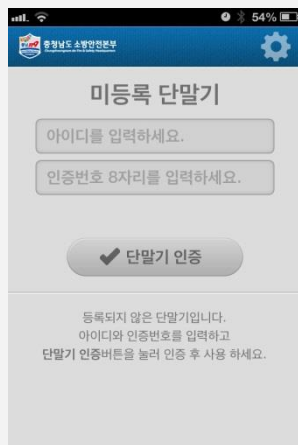 54%
충청남도 소방안전본부
미등록 단말기
아이디를 입력하세요.
인증번호 8자리를 입력하세요.
단말기 인증
등록되지 않은 단말기입니다.
아이디와 인증번호를 입력하고
단말기 인증버튼을 눌러 인증 후 사용 하세요.